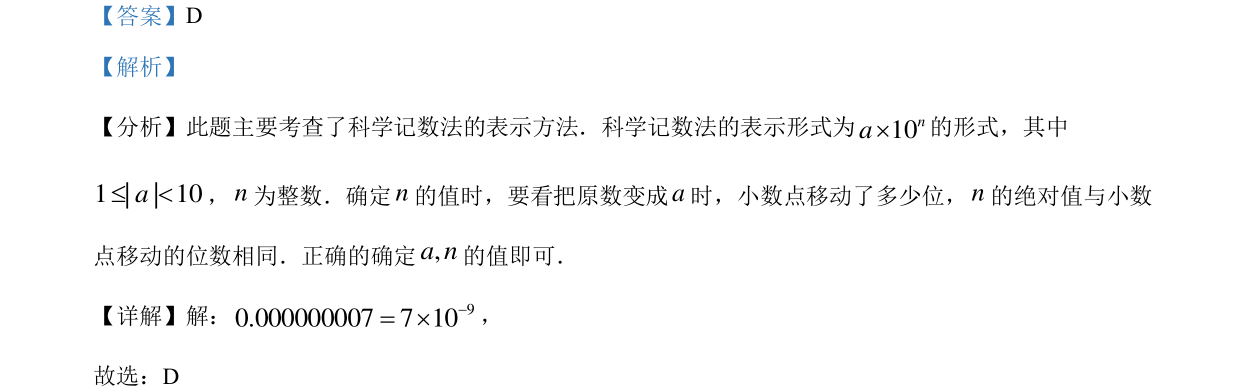 【答案】D
【解析】
【分析】此题主要考查了科学记数法的表示方法．科学记数法的表示形式为a×10ⁿ的形式，其中
1≤|a|<10，n 为整数．确定n 的值时，要看把原数变成a 时，小数点移动了多少位，n 的绝对值与小数
点移动的位数相同．正确的确定a,n 的值即可．
【详解】解：0.000000007=7×10⁻⁹，
故选：D